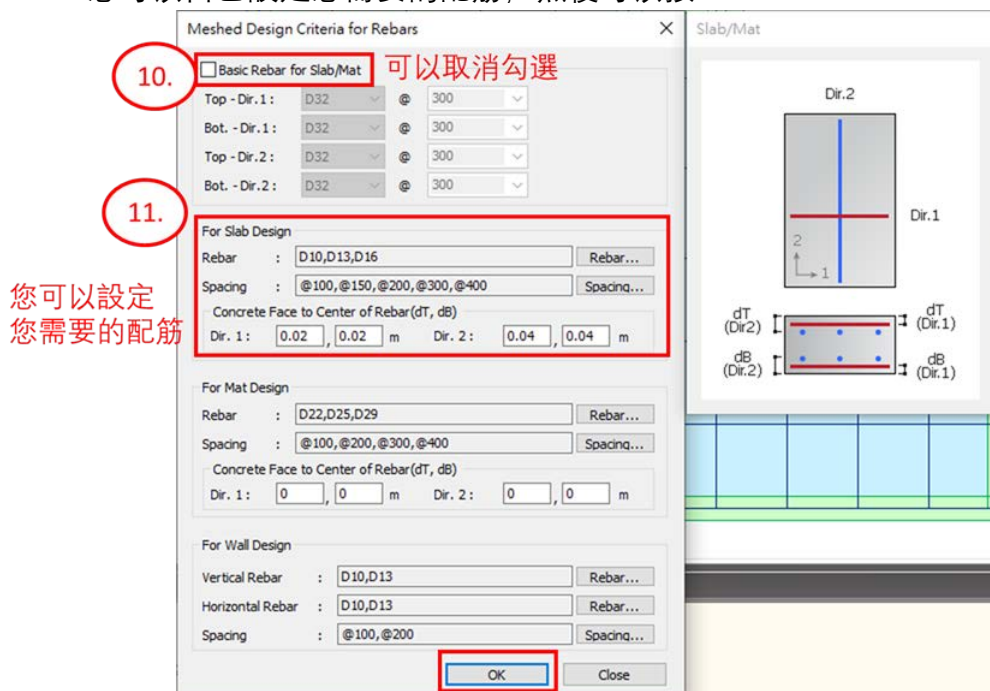 Meshed Design Criteria for Rebars
10.
Basic Rebar for Slab/Mat
可以取消勾選
Top - Dir.1 : D32 @ 300
Bot. - Dir.1 : D32 @ 300
Top - Dir.2 : D32 @ 300
Bot. - Dir.2 : D32 @ 300
11.
For Slab Design
Rebar : D10,D13,D16 Rebar...
Spacing : @100,@150,@200,@300,@400 Spacing...
Concrete Face to Center of Rebar(dT, dB)
Dir. 1 : 0.02 , 0.02 m Dir. 2 : 0.04 , 0.04 m
您可以設定
您需要的配筋
For Mat Design
Rebar : D22,D25,D29 Rebar...
Spacing : @100,@200,@300,@400 Spacing...
Concrete Face to Center of Rebar(dT, dB)
Dir. 1 : 0 , 0 m Dir. 2 : 0 , 0 m
For Wall Design
Vertical Rebar : D10,D13 Rebar...
Horizontal Rebar : D10,D13 Rebar...
Spacing : @100,@200 Spacing...
OK Close
Slab/Mat
Dir.2
Dir.1
2
1
dT
(Dir2)
dT
(Dir.1)
dB
(Dir.2)
dB
(Dir.1)